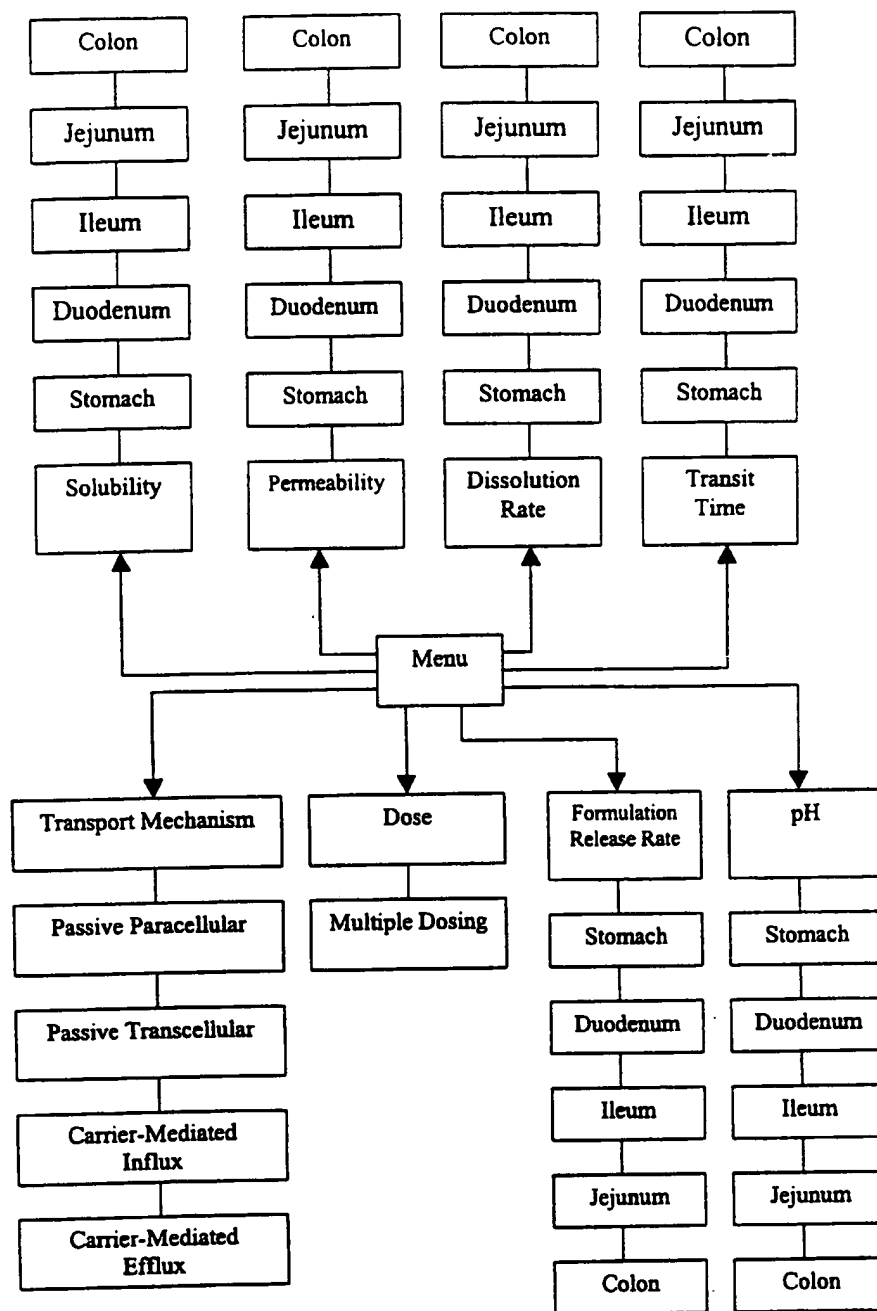 Colon
Colon
Colon
Colon
Jejunum
Jejunum
Jejunum
Jejunum
Ileum
Ileum
Ileum
Ileum
Duodenum
Duodenum
Duodenum
Duodenum
Stomach
Stomach
Stomach
Stomach
Solubility
Permeability
Dissolution
Rate
Transit
Time
Menu
Transport Mechanism
Dose
Formulation
Release Rate
pH
Passive Paracellular
Multiple Dosing
Stomach
Stomach
Passive Transcellular
Duodenum
Duodenum
Carrier-Mediated
Influx
Ileum
Ileum
Carrier-Mediated
Efflux
Jejunum
Jejunum
Colon
Colon